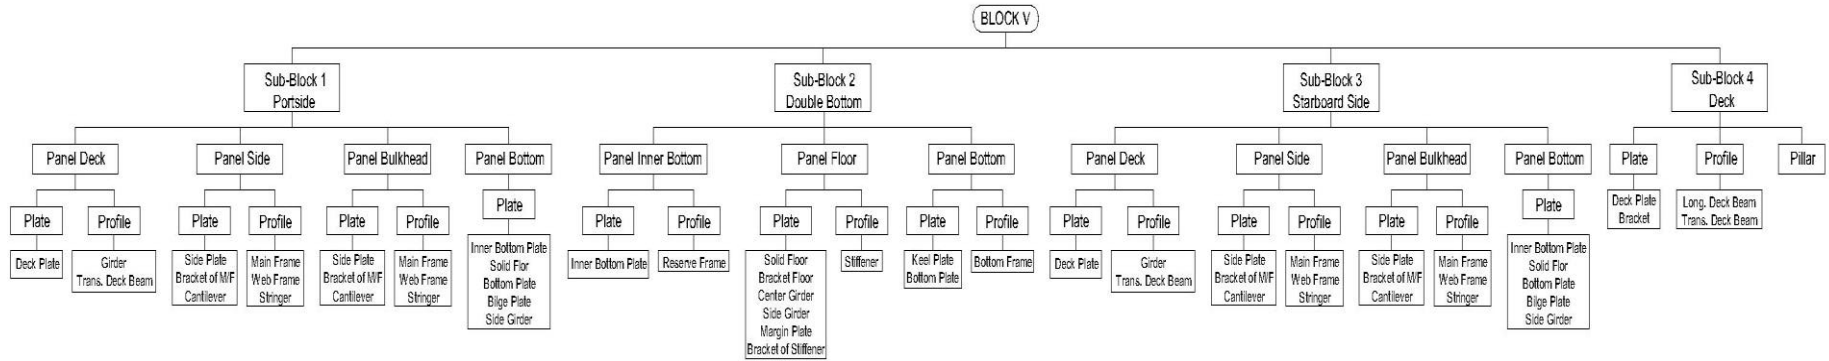 BLOCK V
Sub-Block 1
Portside
Sub-Block 2
Double Bottom
Sub-Block 3
Starboard Side
Sub-Block 4
Deck
Panel Deck
Panel Side
Panel Bulkhead
Panel Bottom
Panel Inner Bottom
Panel Floor
Panel Bottom
Panel Deck
Panel Side
Panel Bulkhead
Panel Bottom
Plate
Profile
Pillar
Plate
Profile
Plate
Profile
Plate
Profile
Plate
Plate
Profile
Plate
Profile
Plate
Profile
Plate
Profile
Plate
Profile
Plate
Profile
Plate
Deck Plate
Bracket
Long. Deck Beam
Trans. Deck Beam
Deck Plate
Girder
Trans. Deck Beam
Side Plate
Bracket of M/F
Cantilever
Main Frame
Web Frame
Stringer
Side Plate
Bracket of M/F
Cantilever
Main Frame
Web Frame
Stringer
Inner Bottom Plate
Solid Flor
Bottom Plate
Bilge Plate
Side Girder
Inner Bottom Plate
Reserve Frame
Solid Floor
Bracket Floor
Center Girder
Side Girder
Margin Plate
Bracket of Stiffener
Stiffener
Keel Plate
Bottom Plate
Bottom Frame
Deck Plate
Girder
Trans. Deck Beam
Side Plate
Bracket of M/F
Cantilever
Main Frame
Web Frame
Stringer
Side Plate
Bracket of M/F
Cantilever
Main Frame
Web Frame
Stringer
Inner Bottom Plate
Solid Flor
Bottom Plate
Bilge Plate
Side Girder